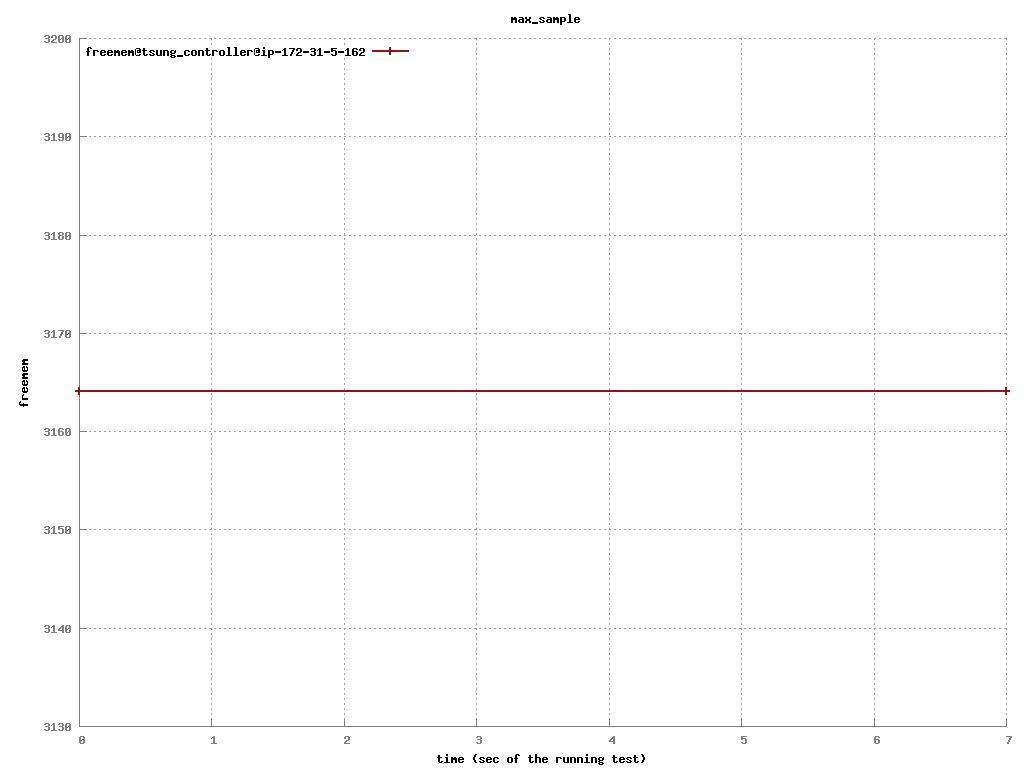 max_sample
3200
freemem@tsung_controller@ip-172-31-5-162
3190
3180
3170
freemem
3160
3150
3140
3130
0 1 2 3 4 5 6 7
time (sec of the running test)